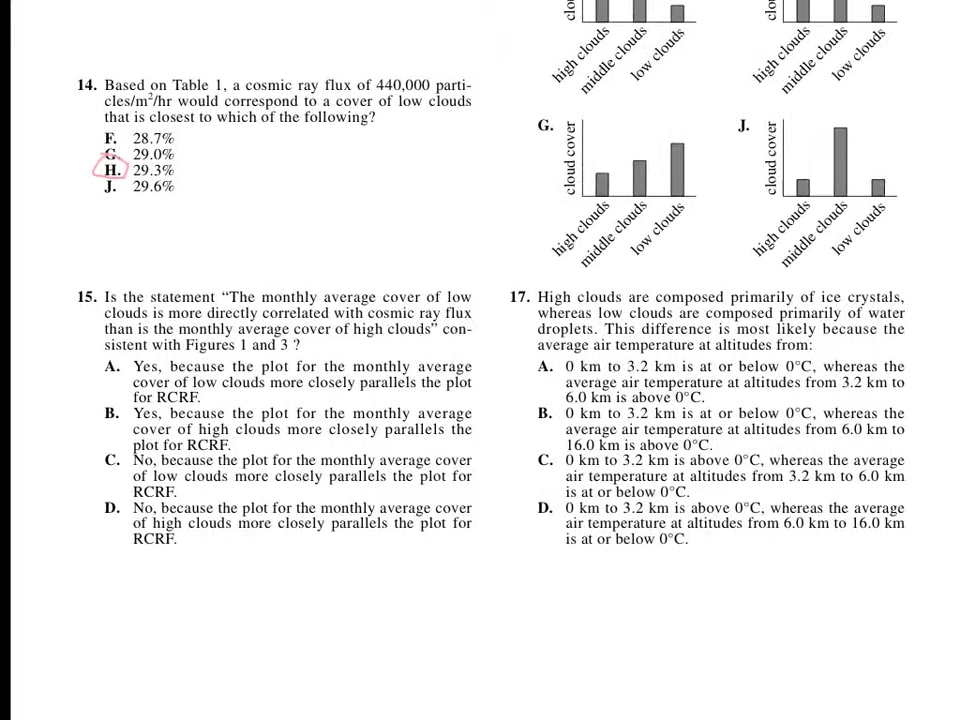 14. Based on Table 1, a cosmic ray flux of 440,000 parti-
cles/m²/hr would correspond to a cover of low clouds
that is closest to which of the following?
F. 28.7%
G. 29.0%
H. 29.3%
J. 29.6%
15. Is the statement “The monthly average cover of low
clouds is more directly correlated with cosmic ray flux
than is the monthly average cover of high clouds” con-
sistent with Figures 1 and 3 ?
A. Yes, because the plot for the monthly average
cover of low clouds more closely parallels the plot
for RCRF.
B. Yes, because the plot for the monthly average
cover of high clouds more closely parallels the
plot for RCRF.
C. No, because the plot for the monthly average cover
of low clouds more closely parallels the plot for
RCRF.
D. No, because the plot for the monthly average cover
of high clouds more closely parallels the plot for
RCRF.
clo
high clouds
middle clouds
low clouds
clo
high clouds
middle clouds
low clouds
G.
cloud cover
high clouds
middle clouds
low clouds
J.
cloud cover
high clouds
middle clouds
low clouds
17. High clouds are composed primarily of ice crystals,
whereas low clouds are composed primarily of water
droplets. This difference is most likely because the
average air temperature at altitudes from:
A. 0 km to 3.2 km is at or below 0°C, whereas the
average air temperature at altitudes from 3.2 km to
6.0 km is above 0°C.
B. 0 km to 3.2 km is at or below 0°C, whereas the
average air temperature at altitudes from 6.0 km to
16.0 km is above 0°C.
C. 0 km to 3.2 km is above 0°C, whereas the average
air temperature at altitudes from 3.2 km to 6.0 km
is at or below 0°C.
D. 0 km to 3.2 km is above 0°C, whereas the average
air temperature at altitudes from 6.0 km to 16.0 km
is at or below 0°C.